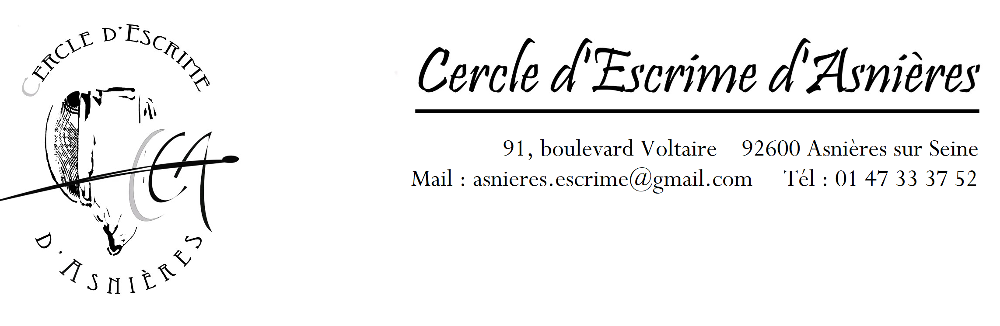 Cercle d'Escrime
d'Asnières
Cercle d'Escrime d'Asnières
91, boulevard Voltaire 92600 Asnières sur Seine
Mail : asnieres.escrime@gmail.com Tél : 01 47 33 37 52